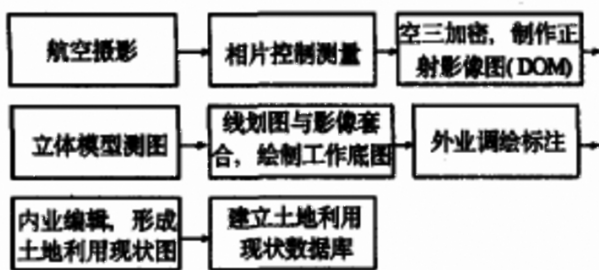 航空摄影
相片控制测量
空三加密，制作正
射影像图(DOM)
立体模型测图
线划图与影像套
合，绘制工作底图
外业调绘标注
内业编辑，形成
土地利用现状图
建立土地利用
现状数据库